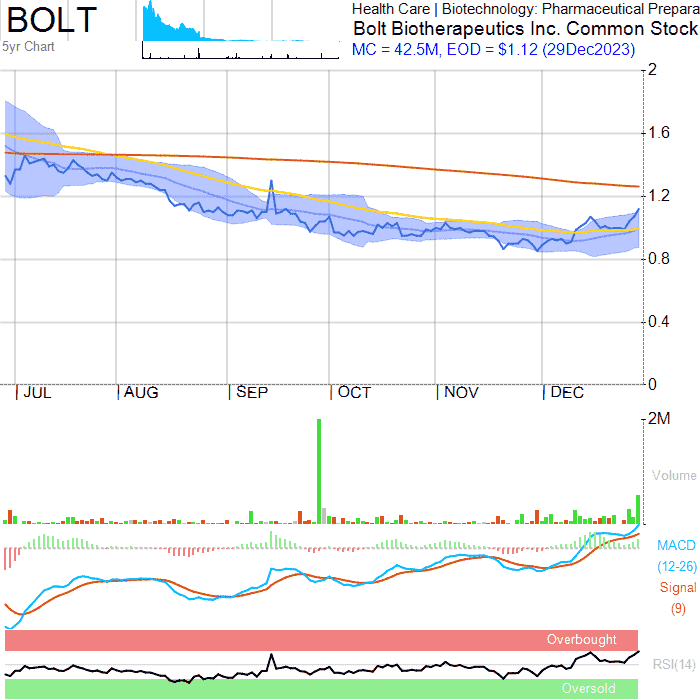 BOLT
5yr Chart
Health Care | Biotechnology: Pharmaceutical Prepara
Bolt Biotherapeutics Inc. Common Stock
MC = 42.5M, EOD = $1.12 (29Dec2023)
2
1.6
1.2
0.8
0.4
0
JUL AUG SEP OCT NOV DEC
2M
Volume
MACD
(12-26)
Signal
(9)
Overbought
RSI(14)
Oversold